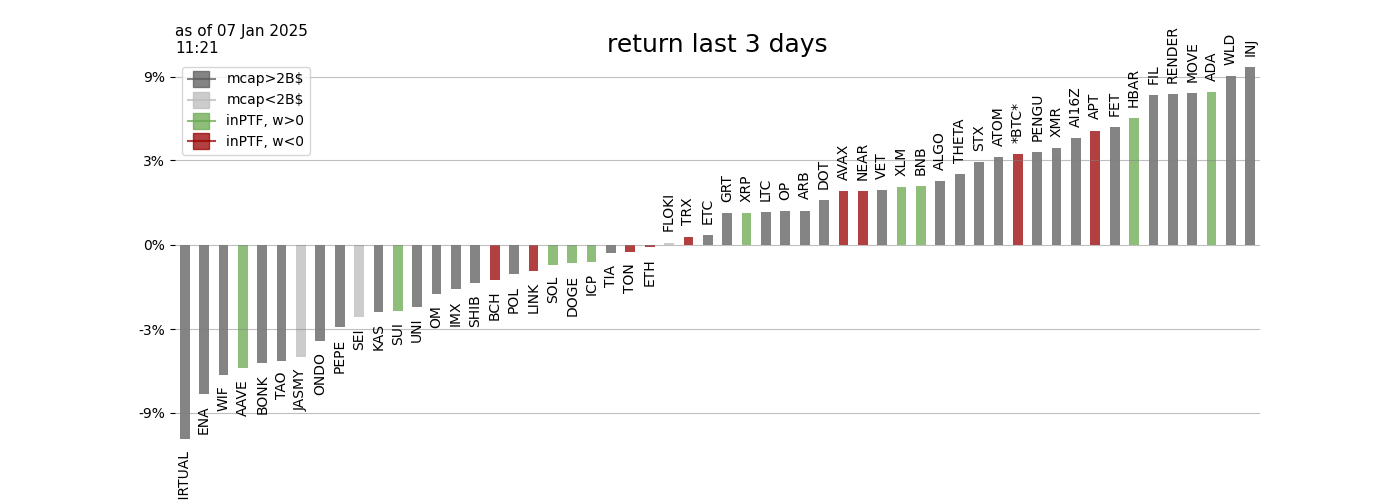 as of 07 Jan 2025
11:21
return last 3 days
mcap>2B$
mcap<2B$
inPTF, w>0
inPTF, w<0
9%
3%
0%
-3%
-9%
IRTUAL
ENA
WIF
AAVE
BONK
TAO
JASMY
ONDO
PEPE
SEI
KAS
SUI
UNI
OM
IMX
SHIB
BCH
POL
LINK
SOL
DOGE
ICP
TIA
TON
ETH
FLOKI
TRX
ETC
GRT
XRP
LTC
OP
ARB
DOT
AVAX
NEAR
VET
XLM
BNB
ALGO
THETA
STX
ATOM
*BTC*
PENGU
XMR
AI16Z
APT
FET
HBAR
FIL
RENDER
MOVE
ADA
WLD
INJ